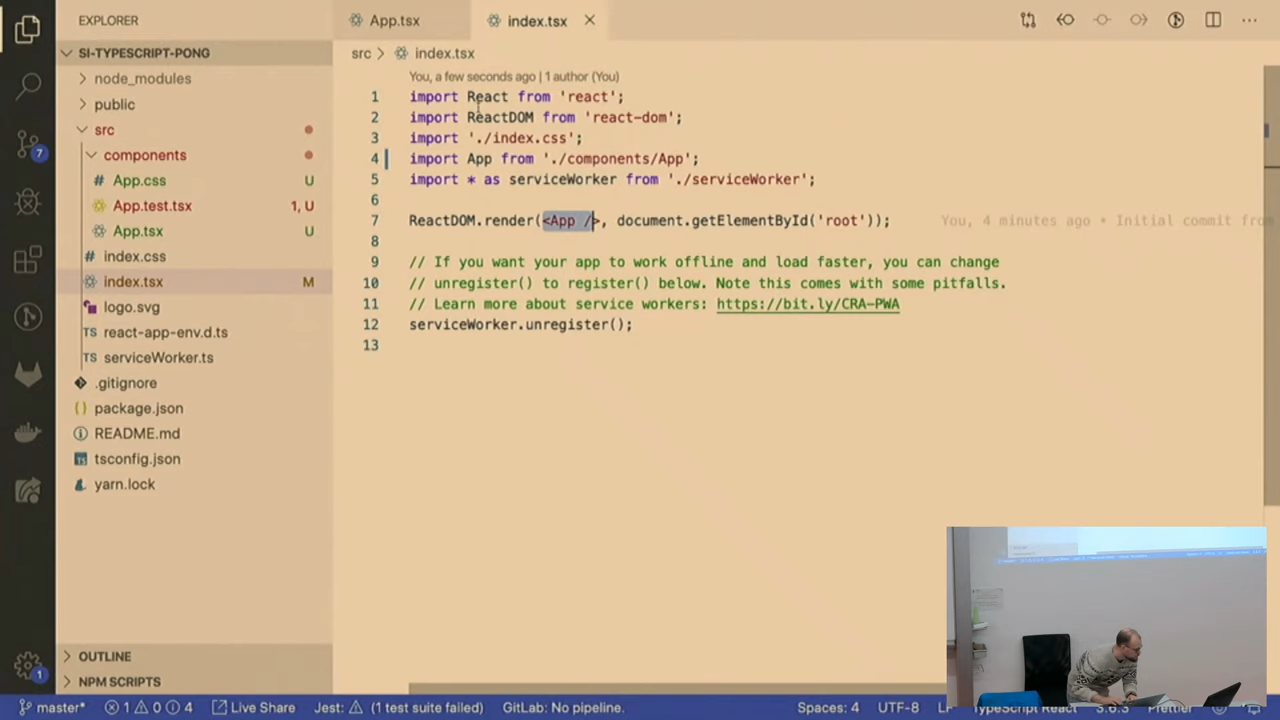 EXPLORER
SI-TYPESCRIPT-PONG
node_modules
public
src
components
App.css U
App.test.tsx 1, U
App.tsx U
index.css
index.tsx M
logo.svg
TS react-app-env.d.ts
TS serviceWorker.ts
.gitignore
package.json
README.md
tsconfig.json
yarn.lock
OUTLINE
NPM SCRIPTS
7
1
App.tsx index.tsx
src index.tsx
You, a few seconds ago | 1 author (You)
1 import React from 'react';
2 import ReactDOM from 'react-dom';
3 import './index.css';
4 import App from './components/App';
5 import * as serviceWorker from './serviceWorker';
6
7 ReactDOM.render(<App />, document.getElementById('root')); You, 4 minutes ago • Initial commit from
8
9 // If you want your app to work offline and load faster, you can change
10 // unregister() to register() below. Note this comes with some pitfalls.
11 // Learn more about service workers: https://bit.ly/CRA-PWA
12 serviceWorker.unregister();
13
master* 1 0 4 Live Share Jest: (1 test suite failed) GitLab: No pipeline. Spaces: 4 UTF-8 LF TypeScript React 3.6.3 Prettier